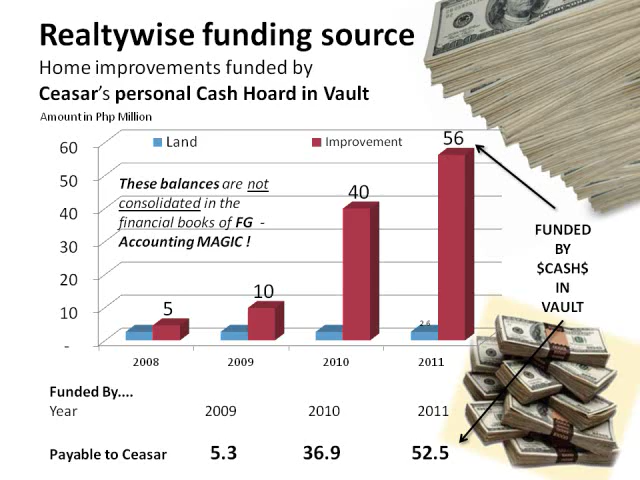 Realtywise funding source
Home improvements funded by
Ceasar's personal Cash Hoard in Vault
Amount in Php Million
Land
Improvement
60
50
40
30
20
10
-
These balances are not
consolidated in the
financial books of FG -
Accounting MAGIC !
5
10
40
56
2.6
2008
2009
2010
2011
FUNDED
BY
$CASH$
IN
VAULT
Funded By....
Year 2009 2010 2011
Payable to Ceasar 5.3 36.9 52.5